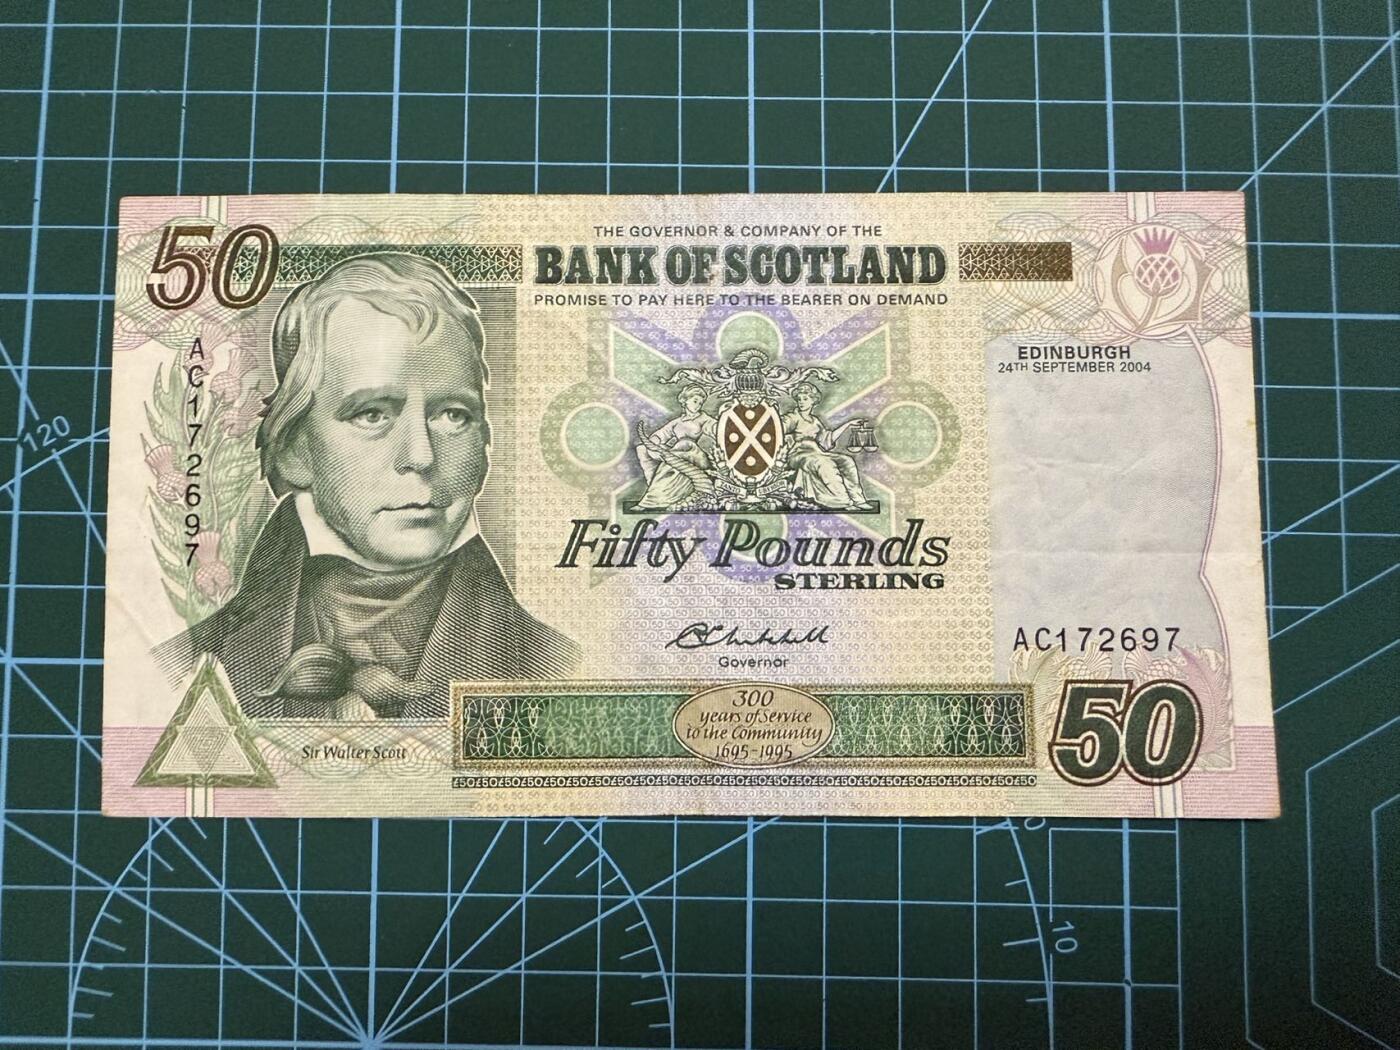 50
THE GOVERNOR & COMPANY OF THE
BANK OF SCOTLAND
PROMISE TO PAY HERE TO THE BEARER ON DEMAND
EDINBURGH
24TH SEPTEMBER 2004
AC172697
Fifty Pounds
STERLING
Governor
AC172697
300
years of Service
to the Community
1695-1995
Sir Walter Scott
50
120
10